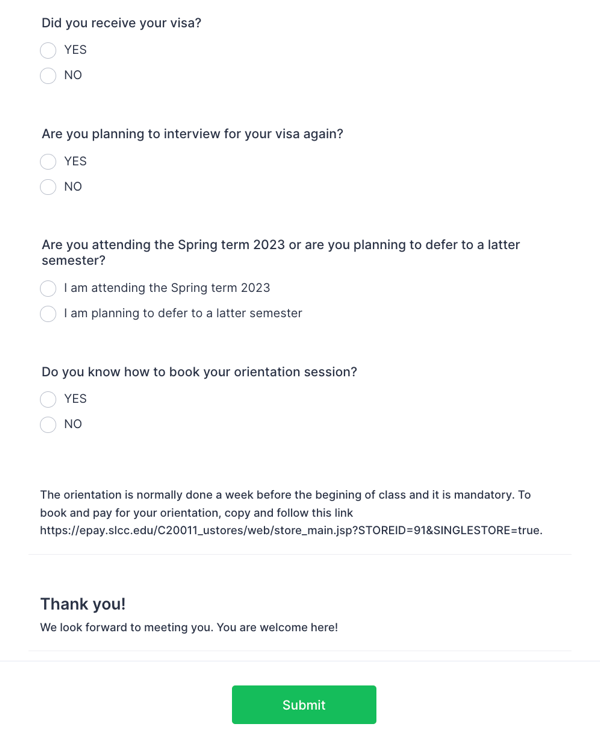 Did you receive your visa?
YES
NO
Are you planning to interview for your visa again?
YES
NO
Are you attending the Spring term 2023 or are you planning to defer to a latter
semester?
I am attending the Spring term 2023
I am planning to defer to a latter semester
Do you know how to book your orientation session?
YES
NO
The orientation is normally done a week before the begining of class and it is mandatory. To
book and pay for your orientation, copy and follow this link
https://epay.slcc.edu/C20011_ustores/web/store_main.jsp?STOREID=91&SINGLESTORE=true.
Thank you!
We look forward to meeting you. You are welcome here!
Submit